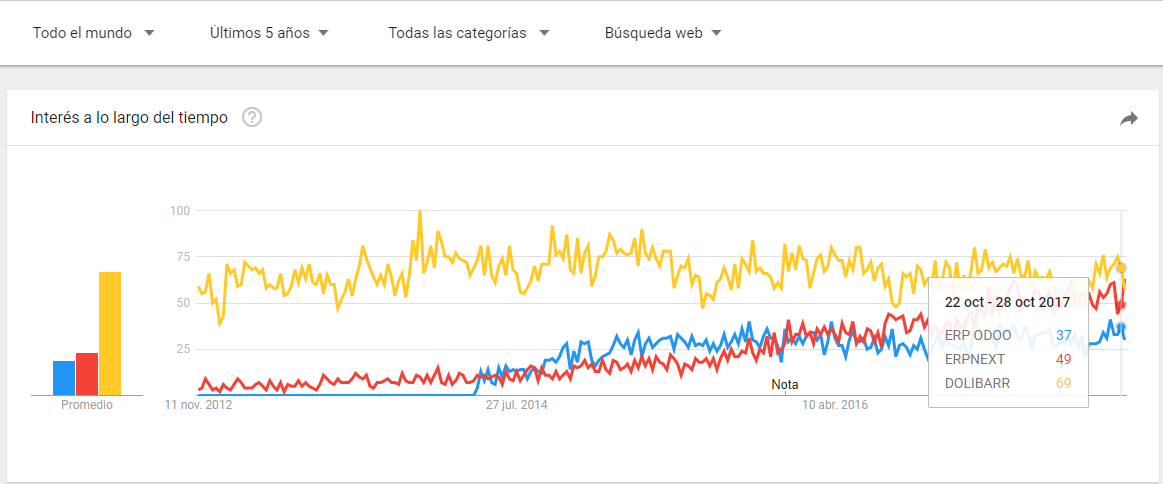 Todo el mundo Últimos 5 años Todas las categorías Búsqueda web
Interés a lo largo del tiempo ?
100
75
50
25
Promedio
11 nov. 2012 27 jul. 2014 10 abr. 2016
Nota
22 oct - 28 oct 2017
ERP ODOO 37
ERPNEXT 49
DOLIBARR 69